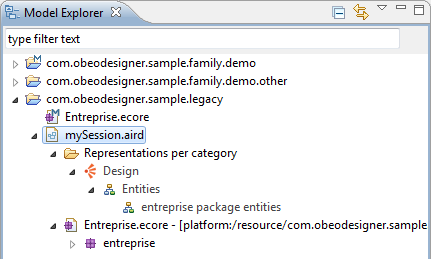 Model Explorer
type filter text
com.obeodesigner.sample.family.demo
com.obeodesigner.sample.family.demo.other
com.obeodesigner.sample.legacy
Entreprise.ecore
mySession.aird
Representations per category
Design
Entities
entreprise package entities
Entreprise.ecore - [platform:/resource/com.obeodesigner.sample
entreprise